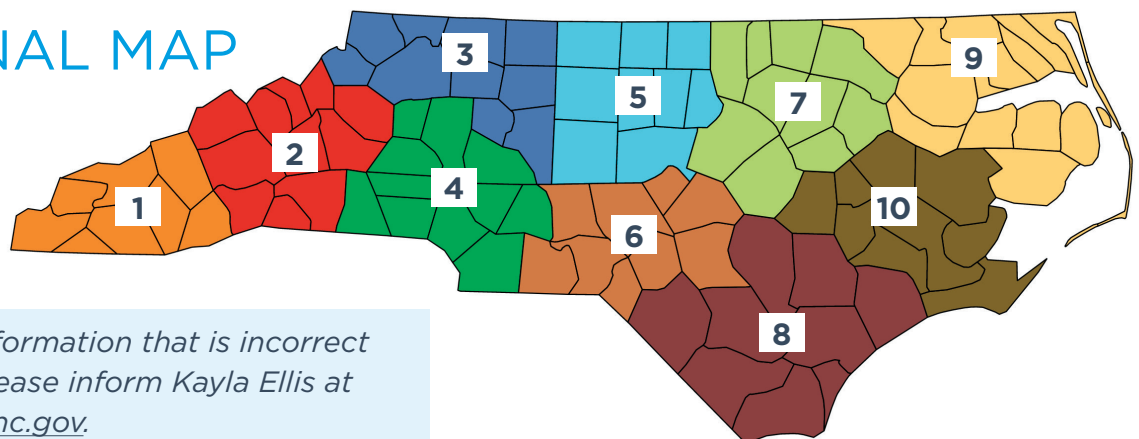 NAL MAP
3
9
5
7
2
4
1
10
6
8
formation that is incorrect
ease inform Kayla Ellis at
nc.gov.